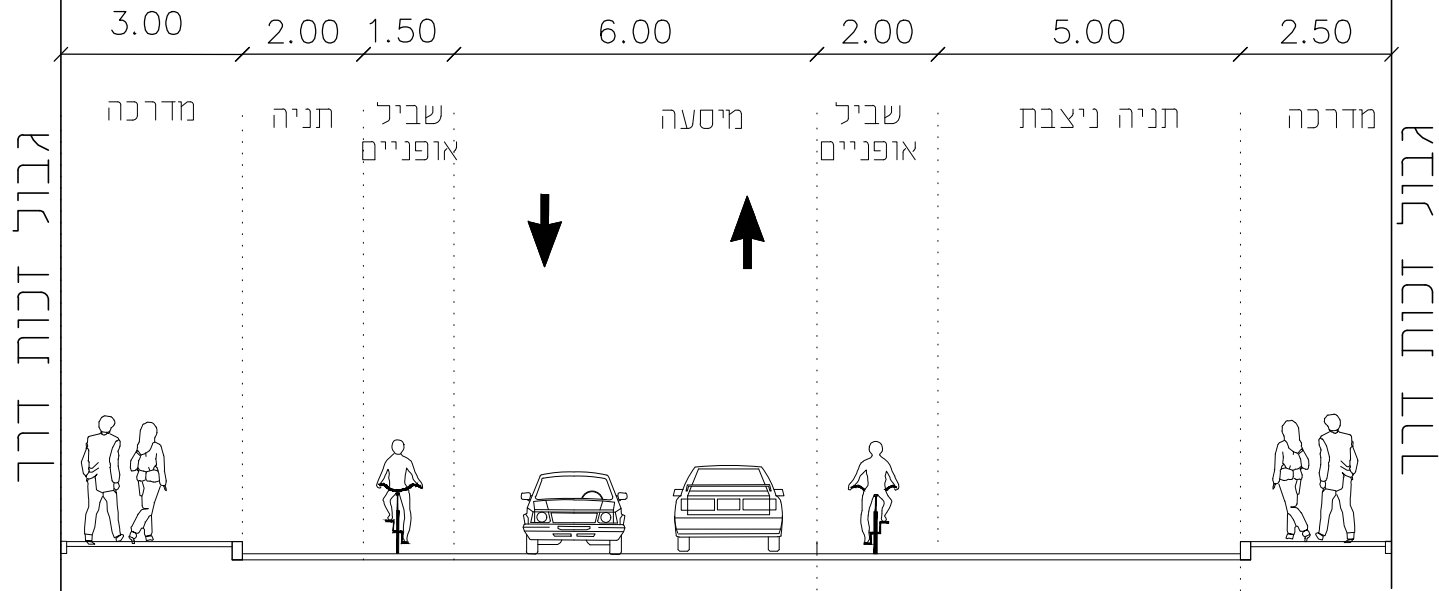 3.00
2.00
1.50
6.00
2.00
5.00
2.50
מדרכה
תניה
שביל
אופניים
מיסעה
שביל
אופניים
תניה ניצבת
מדרכה
גבול זכות דרך
גבול זכות דרך